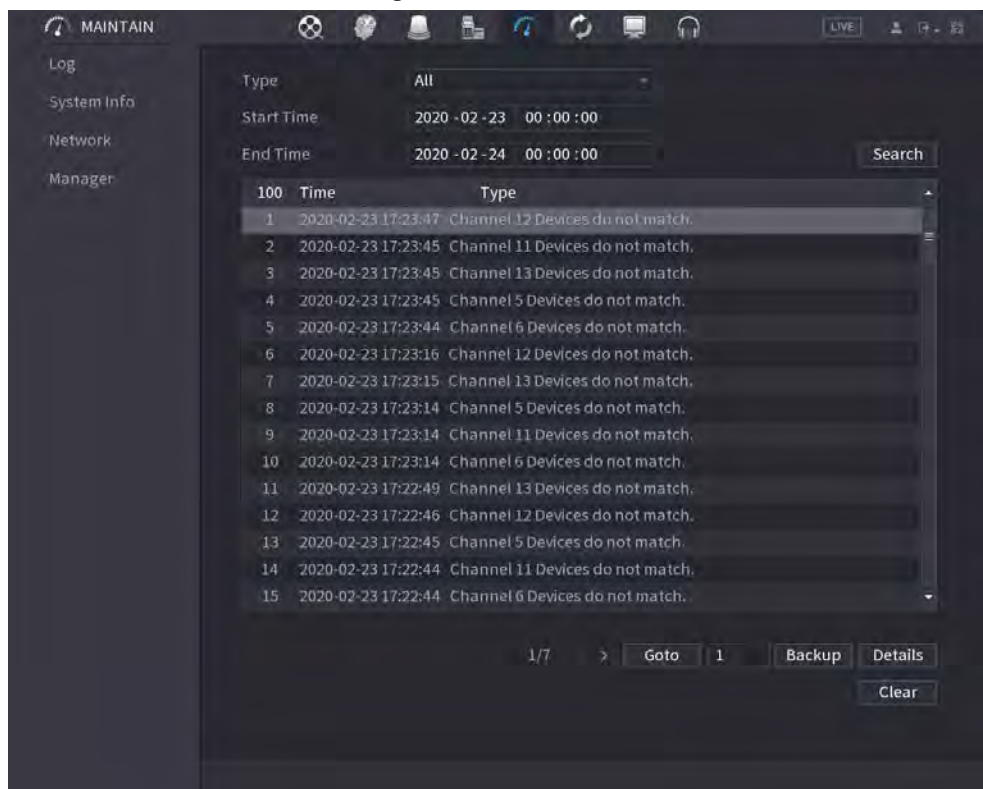 MAINTAIN
LIVE
Log
System Info
Network
Manager
Type All
Start Time 2020 -02 -23 00 :00 :00
End Time 2020 -02 -24 00 :00 :00
Search
100 Time Type
1 2020-02-23 17:23:47 Channel 12 Devices do not match.
2 2020-02-23 17:23:45 Channel 11 Devices do not match.
3 2020-02-23 17:23:45 Channel 13 Devices do not match.
4 2020-02-23 17:23:45 Channel 5 Devices do not match.
5 2020-02-23 17:23:44 Channel 6 Devices do not match.
6 2020-02-23 17:23:16 Channel 12 Devices do not match.
7 2020-02-23 17:23:15 Channel 13 Devices do not match.
8 2020-02-23 17:23:14 Channel 5 Devices do not match.
9 2020-02-23 17:23:14 Channel 11 Devices do not match.
10 2020-02-23 17:23:14 Channel 6 Devices do not match.
11 2020-02-23 17:22:49 Channel 13 Devices do not match.
12 2020-02-23 17:22:46 Channel 12 Devices do not match.
13 2020-02-23 17:22:45 Channel 5 Devices do not match.
14 2020-02-23 17:22:44 Channel 11 Devices do not match.
15 2020-02-23 17:22:44 Channel 6 Devices do not match.
1/7 > Goto 1 Backup Details
Clear